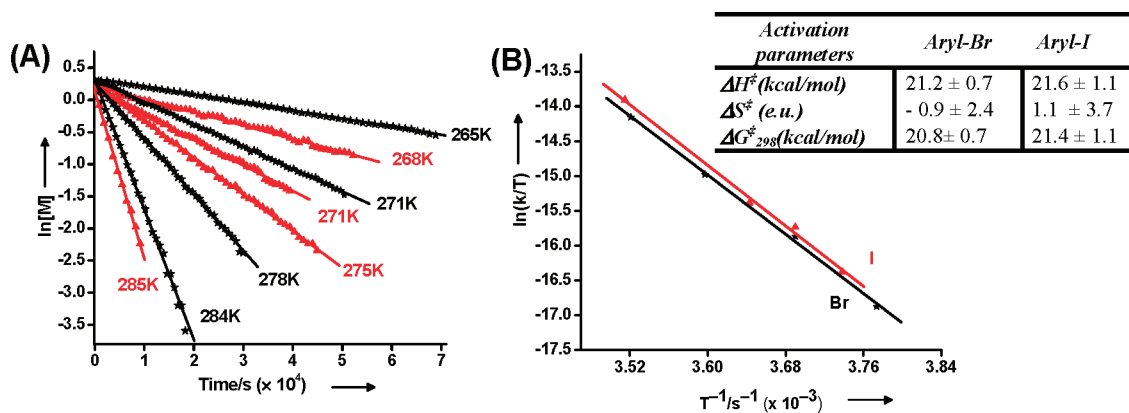 (A)
ln[M]
0.5
0.0
-0.5
-1.0
-1.5
-2.0
-2.5
-3.0
-3.5
265K
268K
271K
271K
275K
278K
285K
284K
0 1 2 3 4 5 6 7
Time/s (× 10⁴)
(B)
Activation parameters Aryl-Br Aryl-I
ΔH‡(kcal/mol) 21.2 ± 0.7 21.6 ± 1.1
ΔS‡ (e.u.) - 0.9 ± 2.4 1.1 ± 3.7
ΔG‡298(kcal/mol) 20.8± 0.7 21.4 ± 1.1
ln(k/T)
-13.5
-14.0
-14.5
-15.0
-15.5
-16.0
-16.5
-17.0
-17.5
I
Br
3.52 3.60 3.68 3.76 3.84
T⁻¹/s⁻¹ (x 10⁻³)